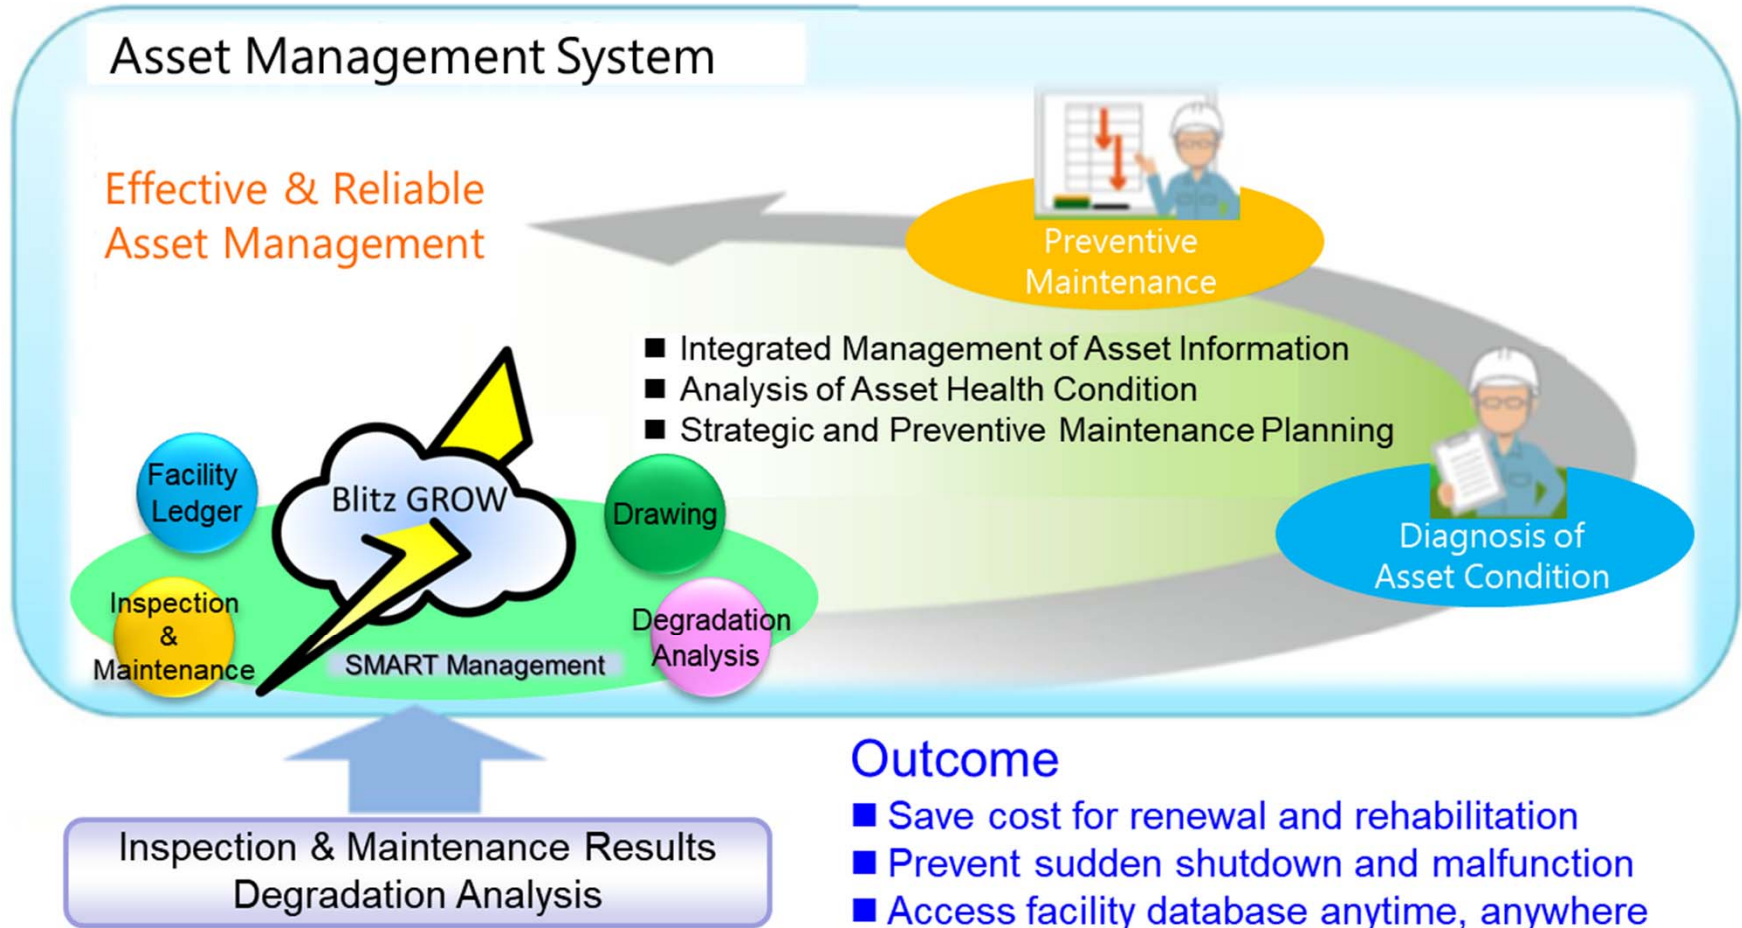 Asset Management System
Effective & Reliable
Asset Management
Preventive
Maintenance
■ Integrated Management of Asset Information
■ Analysis of Asset Health Condition
■ Strategic and Preventive Maintenance Planning
Diagnosis of
Asset Condition
Facility
Ledger
Blitz GROW
Drawing
Inspection
&
Maintenance
Degradation
Analysis
SMART Management
Inspection & Maintenance Results
Degradation Analysis
Outcome
■ Save cost for renewal and rehabilitation
■ Prevent sudden shutdown and malfunction
■ Access facility database anytime, anywhere